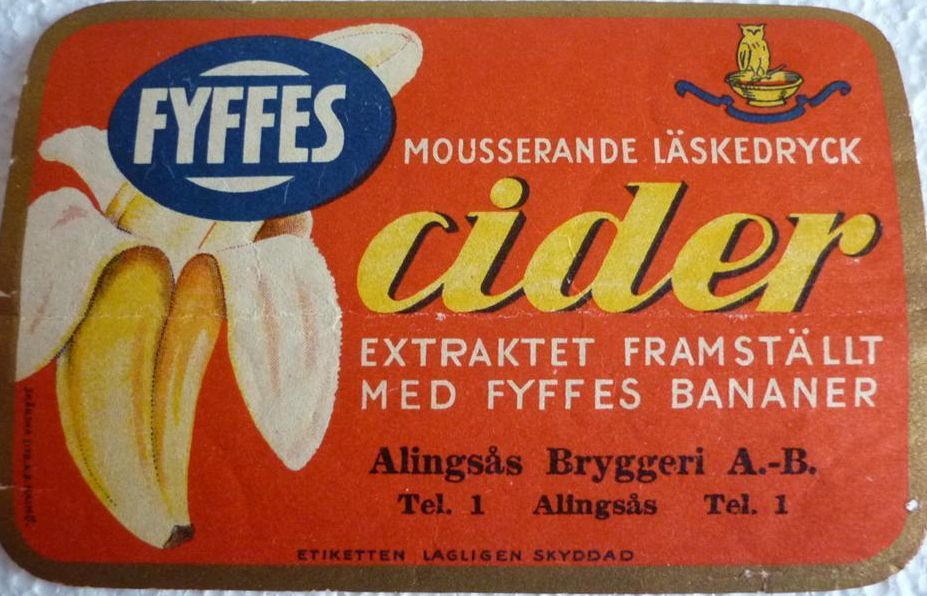 FYFFES
MOUSSERANDE LÄSKEDRYCK
cider
EXTRAKTET FRAMSTÄLLT
MED FYFFES BANANER
Alingsås Bryggeri A.-B.
Tel. 1 Alingsås Tel. 1
ETIKETTEN LAGLIGEN SKYDDAD